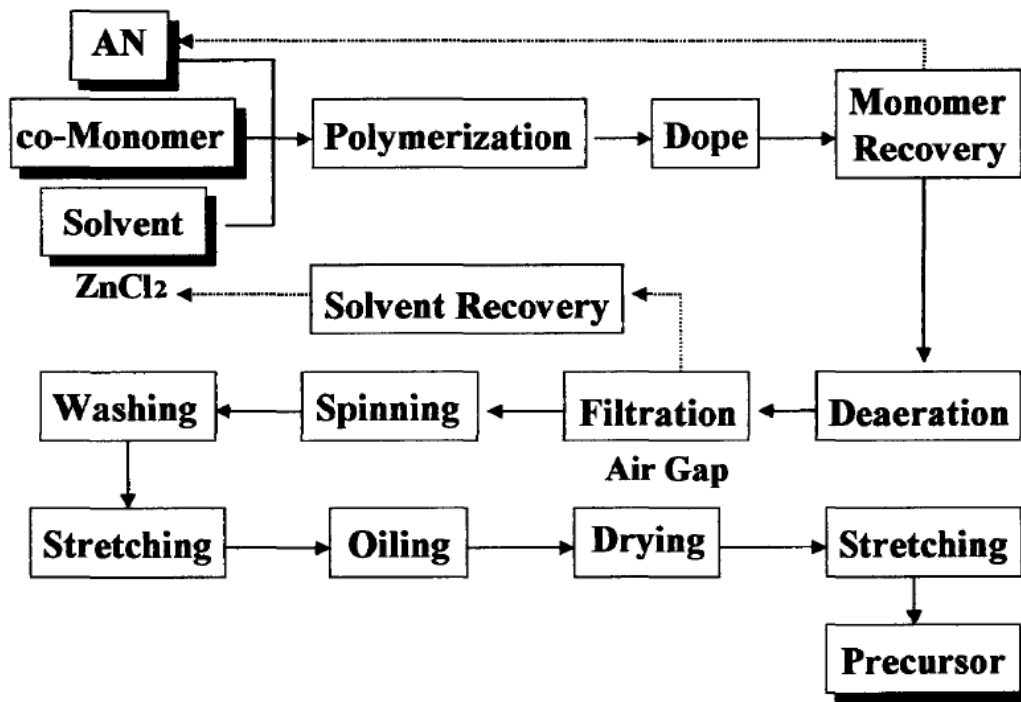 AN
co-Monomer
Solvent
ZnCl2
Polymerization
Dope
Monomer
Recovery
Solvent Recovery
Washing
Spinning
Filtration
Air Gap
Deaeration
Stretching
Oiling
Drying
Stretching
Precursor